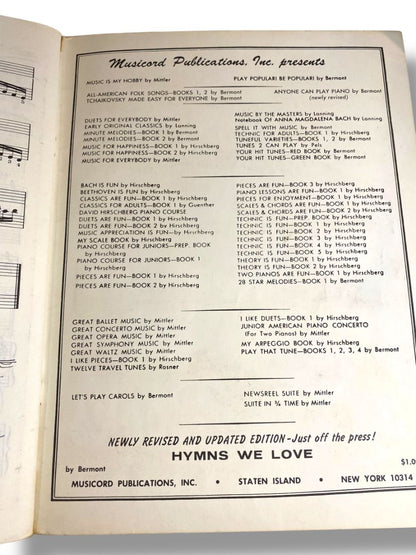 Musicord Publications, Inc. presents
MUSIC IS MY HOBBY by Mittler
PLAY POPULAR! BE POPULAR! by Bermont
ALL-AMERICAN FOLK SONGS—BOOKS 1, 2 by Bermont
TCHAIKOVSKY MADE EASY FOR EVERYONE by Bermont
ANYONE CAN PLAY PIANO by Bermont
(newly revised)
DUETS FOR EVERYBODY by Mittler
EARLY ORIGINAL CLASSICS by Lanning
MINUTE MELODIES—BOOK 1 by Bermont
MINUTE MELODIES—BOOK 2 by Bermont
MUSIC FOR HAPPINESS—BOOK 1 by Hirschberg
MUSIC FOR HAPPINESS—BOOK 2 by Hirschberg
MUSIC FOR EVERYBODY by Mittler
MUSIC BY THE MASTERS by Lanning
Notebook Of ANNA MAGDALENA BACH by Lanning
SPELL IT WITH MUSIC by Bermont
TECHNIC FOR ADULTS—BOOK 1 by Hirschberg
TUNEFUL VARIETIES—BOOKS 1, 2 by Bermont
TUNES 2 CAN PLAY by Pels
YOUR HIT TUNES—RED BOOK by Bermont
YOUR HIT TUNES—GREEN BOOK by Bermont
BACH IS FUN by Hirschberg
BEETHOVEN IS FUN by Hirschberg
CLASSICS ARE FUN—BOOK 1 by Hirschberg
CLASSICS FOR ADULTS—BOOK 1 by Guenther
DAVID HIRSCHBERG PIANO COURSE
DUETS ARE FUN—BOOK 1 by Hirschberg
DUETS ARE FUN—BOOK 2 by Hirschberg
MUSIC APPRECIATION IS FUN—by Hirschberg
MY SCALE BOOK by Hirschberg
PIANO COURSE FOR JUNIORS—PREP. BOOK
by Hirschberg
PIANO COURSE FOR JUNIORS—BOOK 1
by Hirschberg
PIECES ARE FUN—BOOK 1 by Hirschberg
PIECES ARE FUN—BOOK 2 by Hirschberg
PIECES ARE FUN—BOOK 3 by Hirschberg
PIANO LESSONS ARE FUN—BOOK 1 by Hirschberg
PIECES FOR ENJOYMENT—BOOK 1 by Hirschberg
SCALES & CHORDS ARE FUN—BOOK 1 by Hirschberg
SCALES & CHORDS ARE FUN—BOOK 2 by Hirschberg
TECHNIC IS FUN—PREP. BOOK by Hirschberg
TECHNIC IS FUN—BOOK 1 by Hirschberg
TECHNIC IS FUN—BOOK 2 by Hirschberg
TECHNIC IS FUN—BOOK 3 by Hirschberg
TECHNIC IS FUN—BOOK 4 by Hirschberg
TECHNIC IS FUN—BOOK 5 by Hirschberg
THEORY IS FUN—BOOK 1 by Hirschberg
THEORY IS FUN—BOOK 2 by Hirschberg
TWO PIANOS ARE FUN—by Hirschberg
28 STAR MELODIES—BOOK 1 by Bermont
GREAT BALLET MUSIC by Mittler
GREAT CONCERTO MUSIC by Mittler
GREAT OPERA MUSIC by Mittler
GREAT SYMPHONY MUSIC by Mittler
GREAT WALTZ MUSIC by Mittler
I LIKE PIECES—BOOK 1 by Hirschberg
TWELVE TRAVEL TUNES by Rosner
I LIKE DUETS—BOOK 1 by Hirschberg
JUNIOR AMERICAN PIANO CONCERTO
(For Two Pianos) by Mittler
MY ARPEGGIO BOOK by Hirschberg
PLAY THAT TUNE—BOOKS 1, 2, 3, 4 by Bermont
LET'S PLAY CAROLS by Bermont
NEWSREEL SUITE by Mittler
SUITE IN ¾ TIME by Mittler
NEWLY REVISED AND UPDATED EDITION-Just off the press!
HYMNS WE LOVE
by Bermont
$1.0
MUSICORD PUBLICATIONS, INC. • STATEN ISLAND • NEW YORK 10314